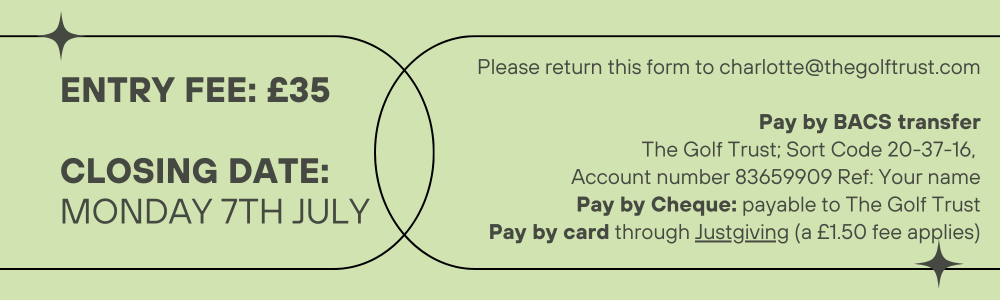 ENTRY FEE: £35
CLOSING DATE:
MONDAY 7TH JULY
Please return this form to charlotte@thegolftrust.com
Pay by BACS transfer
The Golf Trust; Sort Code 20-37-16,
Account number 83659909 Ref: Your name
Pay by Cheque: payable to The Golf Trust
Pay by card through Justgiving (a £1.50 fee applies)